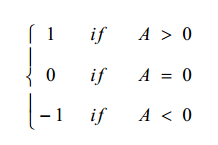 1 if A > 0
0 if A = 0
−1 if A < 0